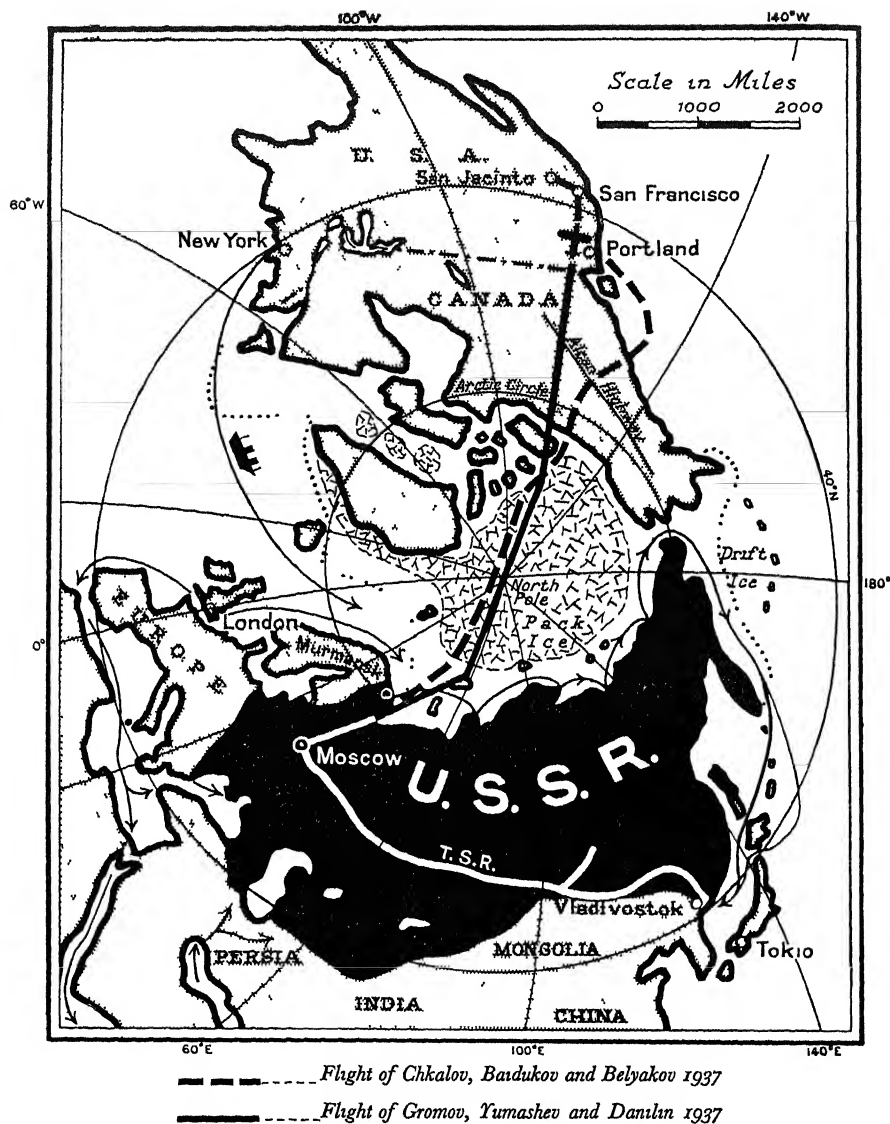 100°W
140°W
Scale in Miles
0 1000 2000
U. S. A.
San Jacinto
San Francisco
60°W
New York
Portland
CANADA
Alcan Highway
Arctic Circle
40°N
Drift
Ice
180°
North
Pole
Pack
Ice
London
EUROPE
Murmansk
0°
Moscow
U. S. S. R.
T.S.R.
Vladivostok
PERSIA
MONGOLIA
Tokio
INDIA
CHINA
60°E
100°E
140°E
Flight of Chkalov, Baidukov and Belyakov 1937
Flight of Gromov, Yumashev and Danilin 1937